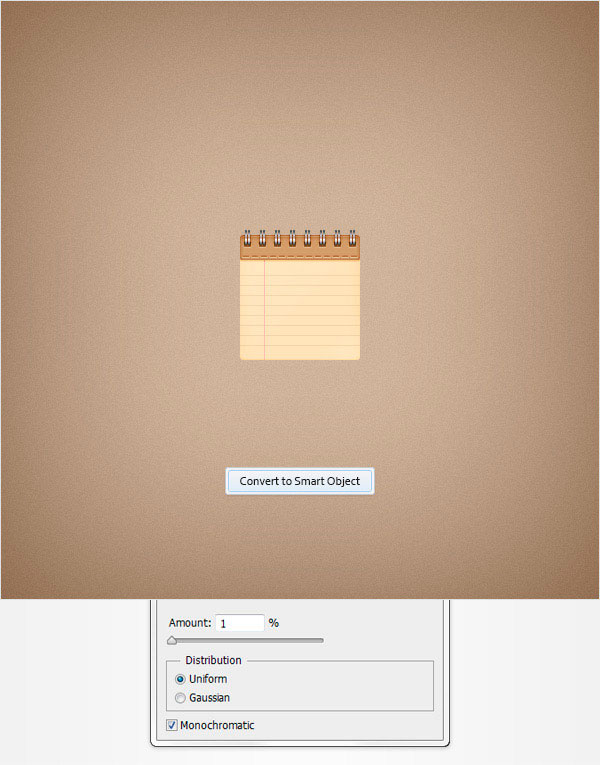 Convert to Smart Object
Amount: 1 %
Distribution
Uniform
Gaussian
Monochromatic